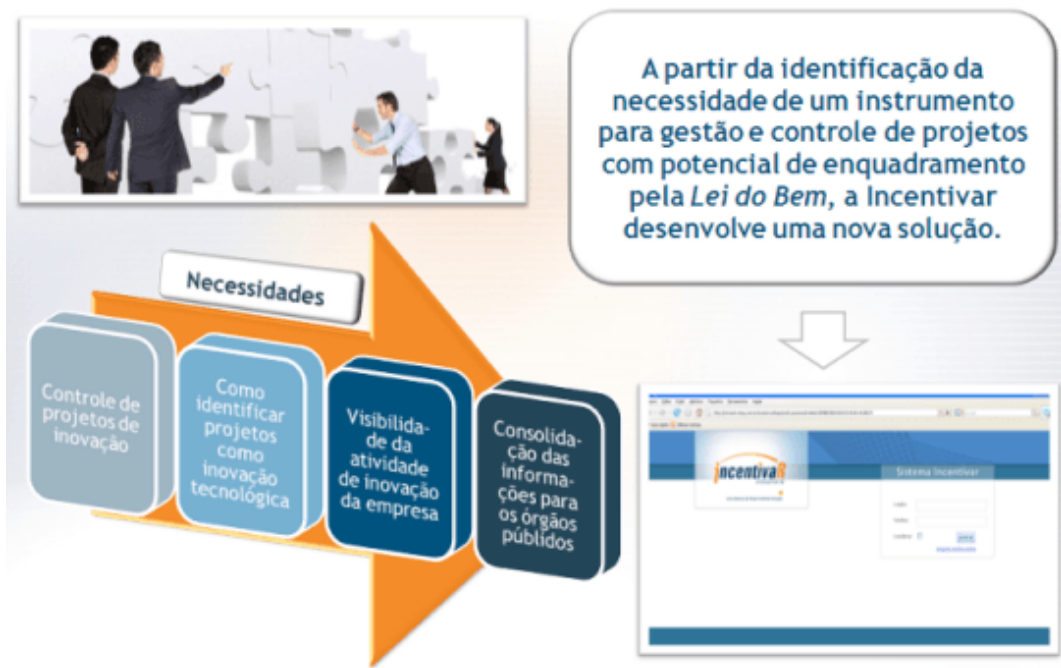 A partir da identificação da
necessidade de um instrumento
para gestão e controle de projetos
com potencial de enquadramento
pela Lei do Bem, a Incentivar
desenvolve uma nova solução.
Necessidades
Controle de
projetos de
inovação
Como
identificar
projetos
como
inovação
tecnológica
Visibilida-
de da
atividade
de inovação
da empresa
Consolida-
ção das
informa-
ções para
os órgãos
públidos
incentivaR
Sistema Incentivar